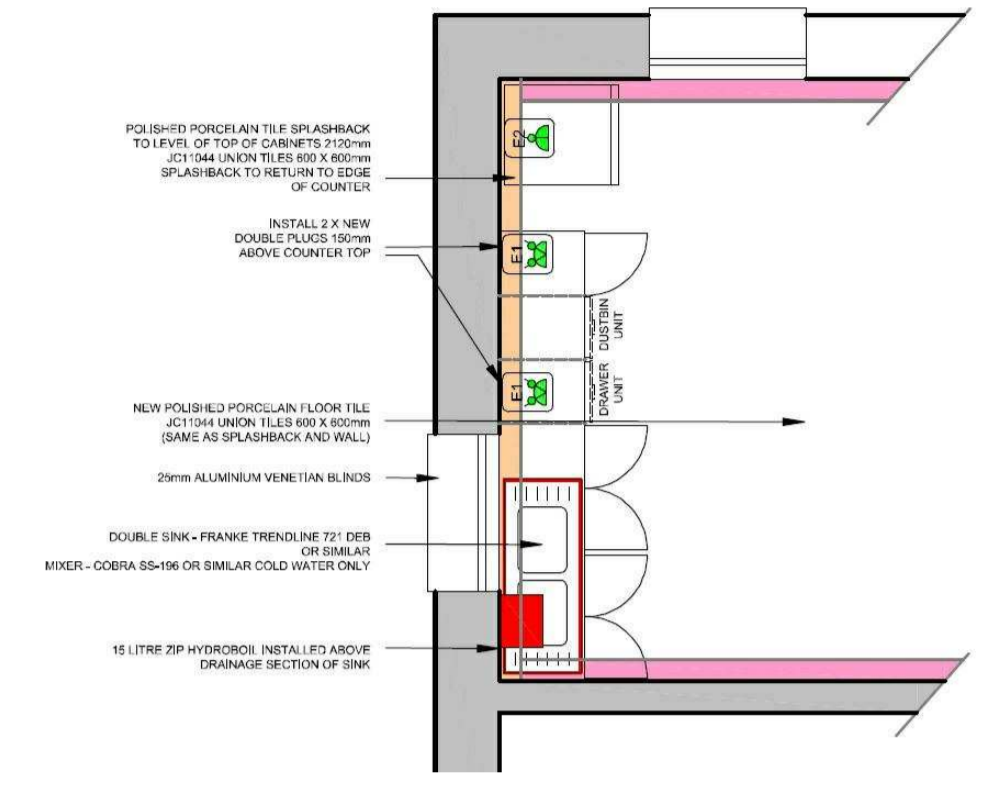 POLISHED PORCELAIN TILE SPLASHBACK
TO LEVEL OF TOP OF CABINETS 2120mm
JC11044 UNION TILES 600 X 600mm
SPLASHBACK TO RETURN TO EDGE
OF COUNTER
INSTALL 2 X NEW
DOUBLE PLUGS 150mm
ABOVE COUNTER TOP
NEW POLISHED PORCELAIN FLOOR TILE
JC11044 UNION TILES 600 X 600mm
(SAME AS SPLASHBACK AND WALL)
25mm ALUMINIUM VENETIAN BLINDS
DOUBLE SINK - FRANKE TRENDLINE 721 DEB
OR SIMILAR
MIXER - COBRA SS-196 OR SIMILAR COLD WATER ONLY
15 LITRE ZIP HYDROBOIL INSTALLED ABOVE
DRAINAGE SECTION OF SINK
E2
E1
E1
DUSTBIN
UNIT
DRAWER
UNIT